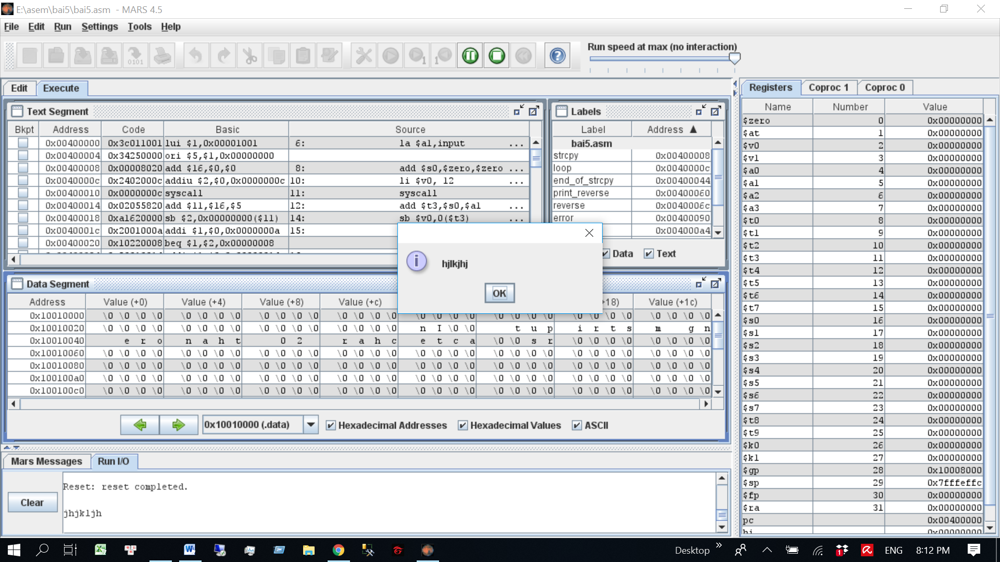 E:\asem\bai5\bai5.asm - MARS 4.5
File Edit Run Settings Tools Help
Run speed at max (no interaction)
Edit Execute
Text Segment
Bkpt Address Code Basic Source
0x00400000 0x3c011001 lui $1,0x00001001 6: la $a1,input ...
0x00400004 0x34250000 ori $5,$1,0x00000000
0x00400008 0x00008020 add $16,$0,$0 8: add $s0,$zero,$zero ...
0x0040000c 0x2402000c addiu $2,$0,0x0000000c 10: li $v0, 12 ...
0x00400010 0x0000000c syscall 11: syscall
0x00400014 0x02055820 add $11,$16,$5 12: add $t3,$s0,$a1 ...
0x00400018 0xa1620000 sb $2,0x00000000($11) 14: sb $v0,0($t3) ...
0x0040001c 0x2001000a addi $1,$0,0x0000000a 15:
0x00400020 0x10220008 beq $1,$2,0x00000008
Labels
Label Address ▲
bai5.asm
strcpy 0x00400008
loop 0x0040000c
end_of_strcpy 0x00400044
print_reverse 0x00400060
reverse 0x0040006c
error 0x00400090
0x004000a4
Data Text
hjlkjhj
OK
Data Segment
Address Value (+0) Value (+4) Value (+8) Value (+c) +18) Value (+1c)
0x10010000 \0 \0 \0 \0 \0 \0 \0 \0 \0 \0 \0 \0 \0 \0 \0 \0 \0 \0 \0 \0 \0 \0 \0 \0 \0 \0 \0 \0 \0 \0 \0 \0
0x10010020 \0 \0 \0 \0 \0 \0 \0 \0 \0 \0 \0 \0 \0 \0 \0 \0 n I \0 \0 t u p i r t s m g n
0x10010040 e r o n a h t 0 2 r a h c e t c a \0 \0 s r \0 \0 \0 \0 \0 \0 \0 \0
0x10010060 \0 \0 \0 \0 \0 \0 \0 \0 \0 \0 \0 \0 \0 \0 \0 \0 \0 \0 \0 \0 \0 \0 \0 \0 \0 \0 \0 \0 \0 \0 \0 \0
0x10010080 \0 \0 \0 \0 \0 \0 \0 \0 \0 \0 \0 \0 \0 \0 \0 \0 \0 \0 \0 \0 \0 \0 \0 \0 \0 \0 \0 \0 \0 \0 \0 \0
0x100100a0 \0 \0 \0 \0 \0 \0 \0 \0 \0 \0 \0 \0 \0 \0 \0 \0 \0 \0 \0 \0 \0 \0 \0 \0 \0 \0 \0 \0 \0 \0 \0 \0
0x100100c0 \0 \0 \0 \0 \0 \0 \0 \0 \0 \0 \0 \0 \0 \0 \0 \0 \0 \0 \0 \0 \0 \0 \0 \0 \0 \0 \0 \0 \0 \0 \0 \0
0x10010000 (.data) Hexadecimal Addresses Hexadecimal Values ASCII
Mars Messages Run I/O
Clear
Reset: reset completed.
jhjkljh
Registers Coproc 1 Coproc 0
Name Number Value
$zero 0 0x00000000
$at 1 0x00000000
$v0 2 0x00000000
$v1 3 0x00000000
$a0 4 0x00000000
$a1 5 0x00000000
$a2 6 0x00000000
$a3 7 0x00000000
$t0 8 0x00000000
$t1 9 0x00000000
$t2 10 0x00000000
$t3 11 0x00000000
$t4 12 0x00000000
$t5 13 0x00000000
$t6 14 0x00000000
$t7 15 0x00000000
$s0 16 0x00000000
$s1 17 0x00000000
$s2 18 0x00000000
$s3 19 0x00000000
$s4 20 0x00000000
$s5 21 0x00000000
$s6 22 0x00000000
$s7 23 0x00000000
$t8 24 0x00000000
$t9 25 0x00000000
$k0 26 0x00000000
$k1 27 0x00000000
$gp 28 0x10008000
$sp 29 0x7fffeffc
$fp 30 0x00000000
$ra 31 0x00000000
pc 0x00400000
hi 0x00000000
Desktop ENG 8:12 PM